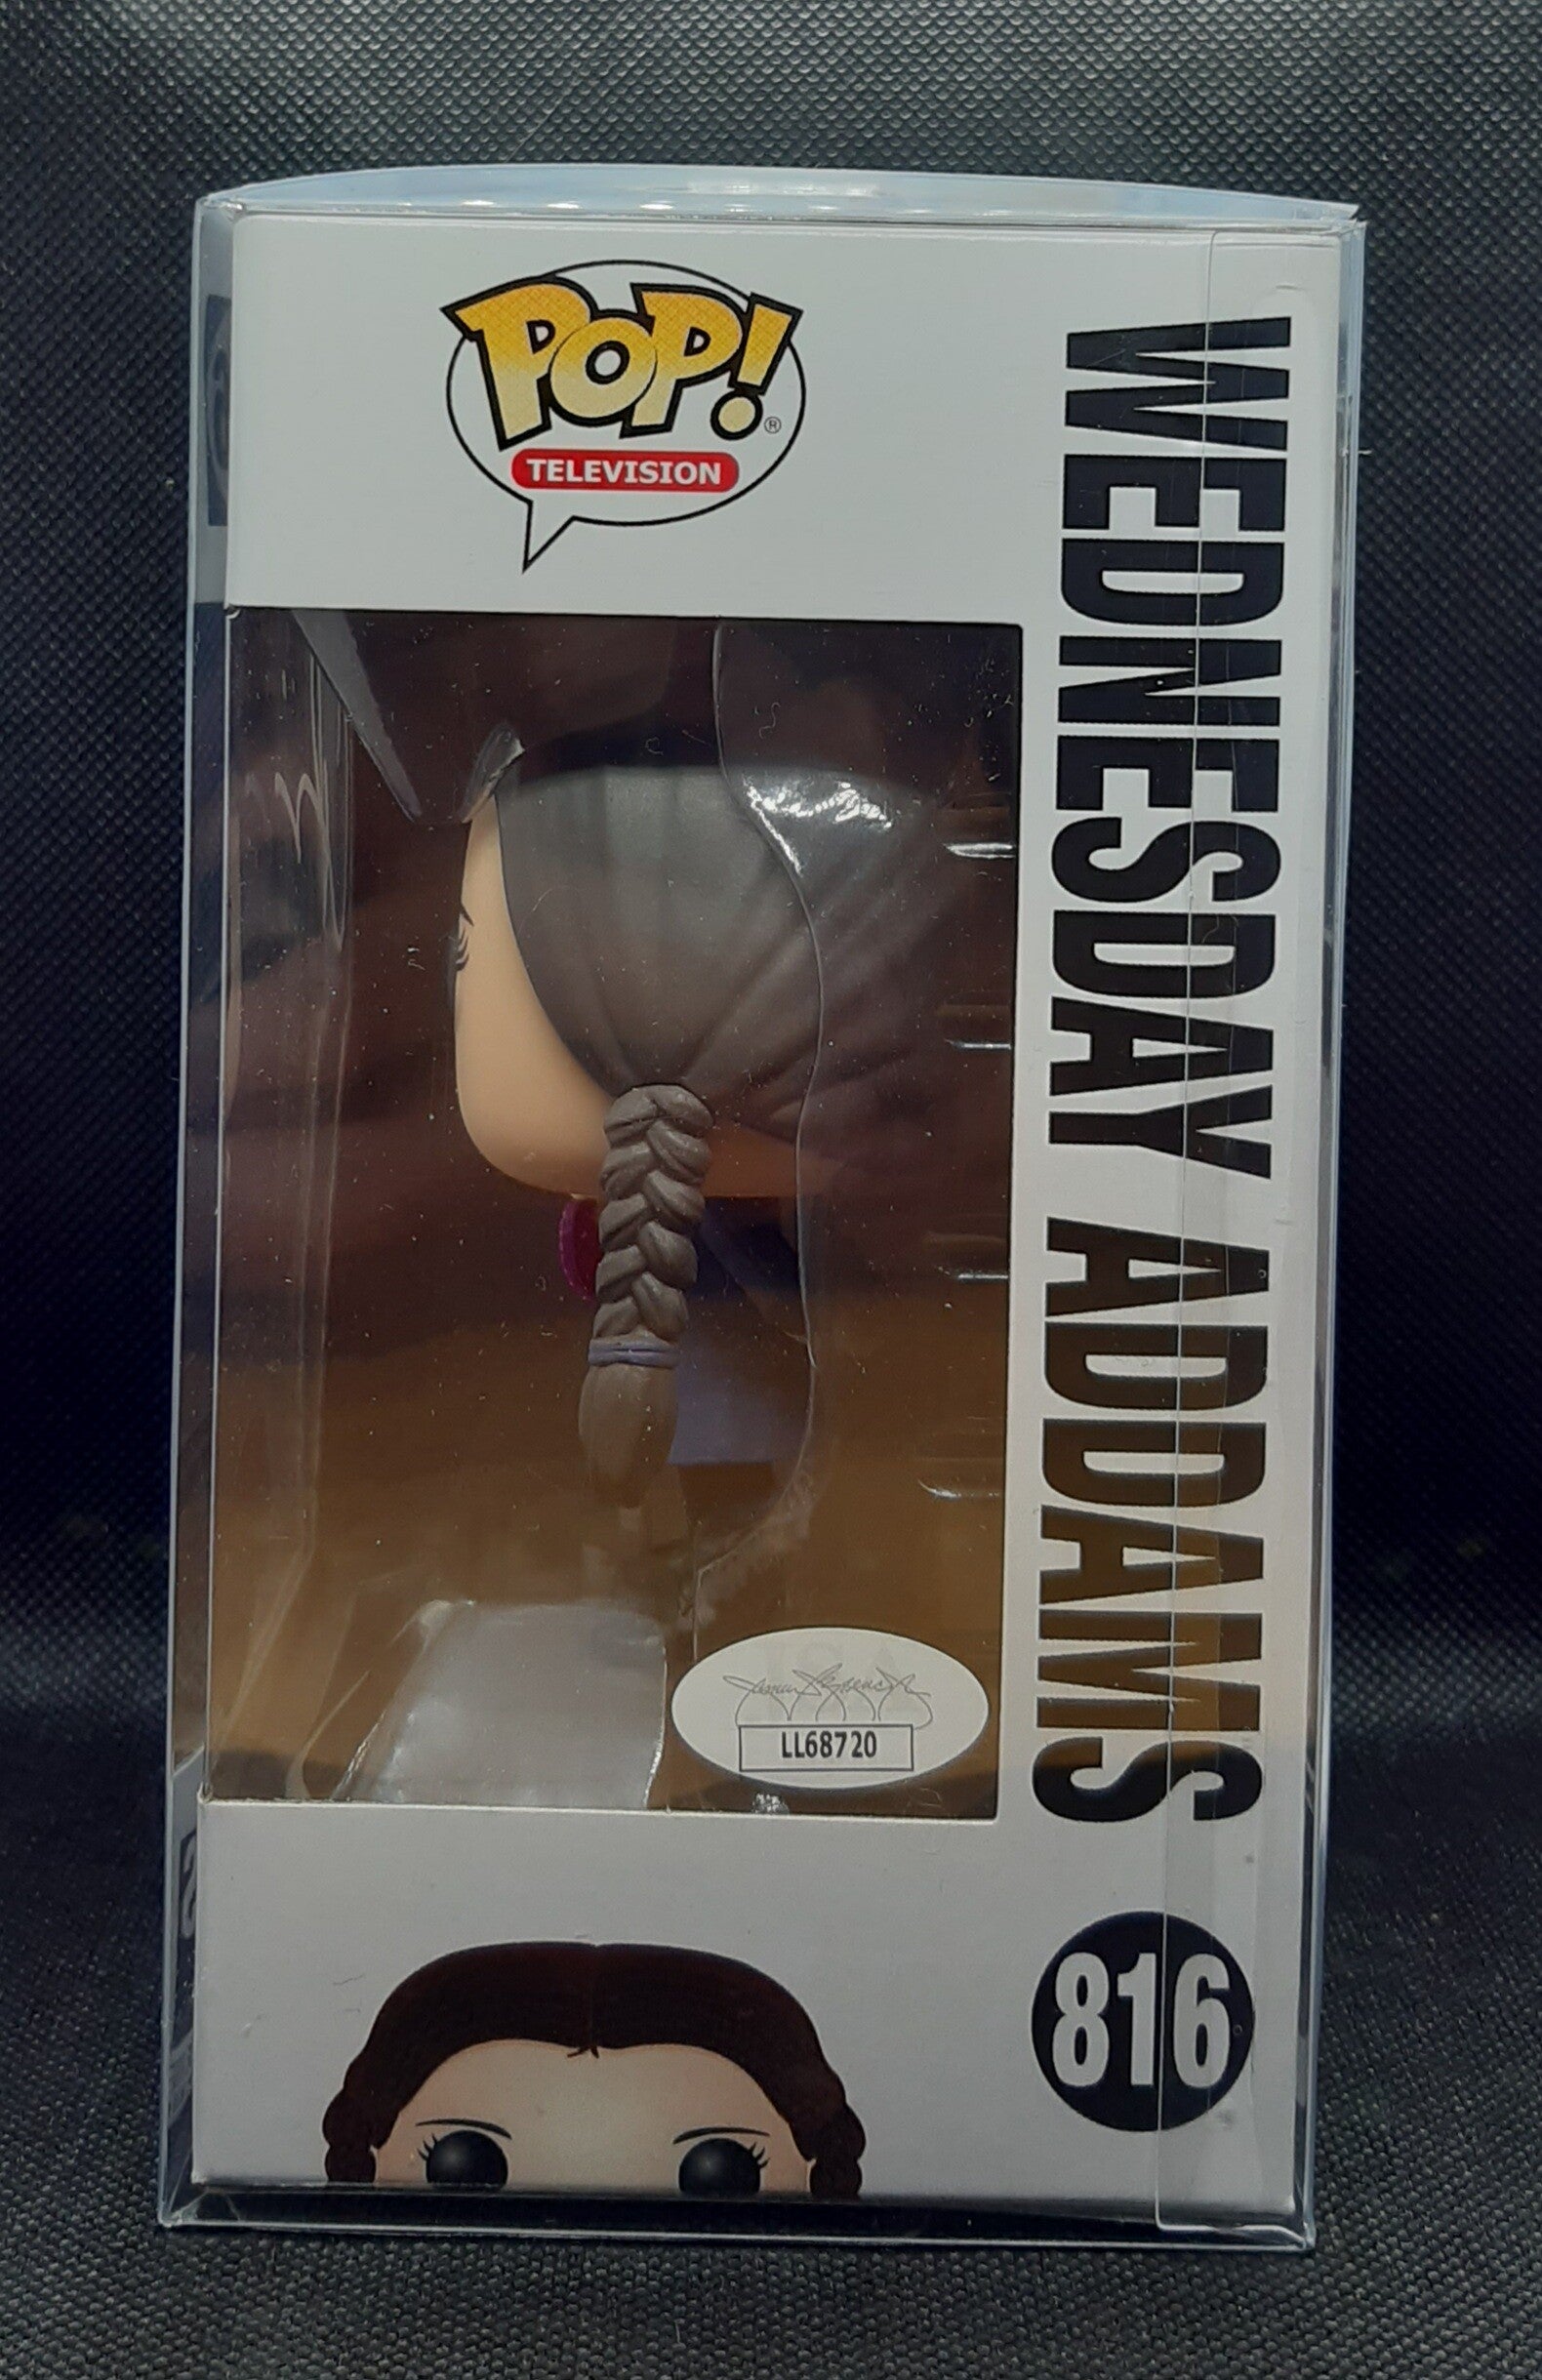 POP!®
TELEVISION
WEDNESDAY ADDAMS
LL68720
816